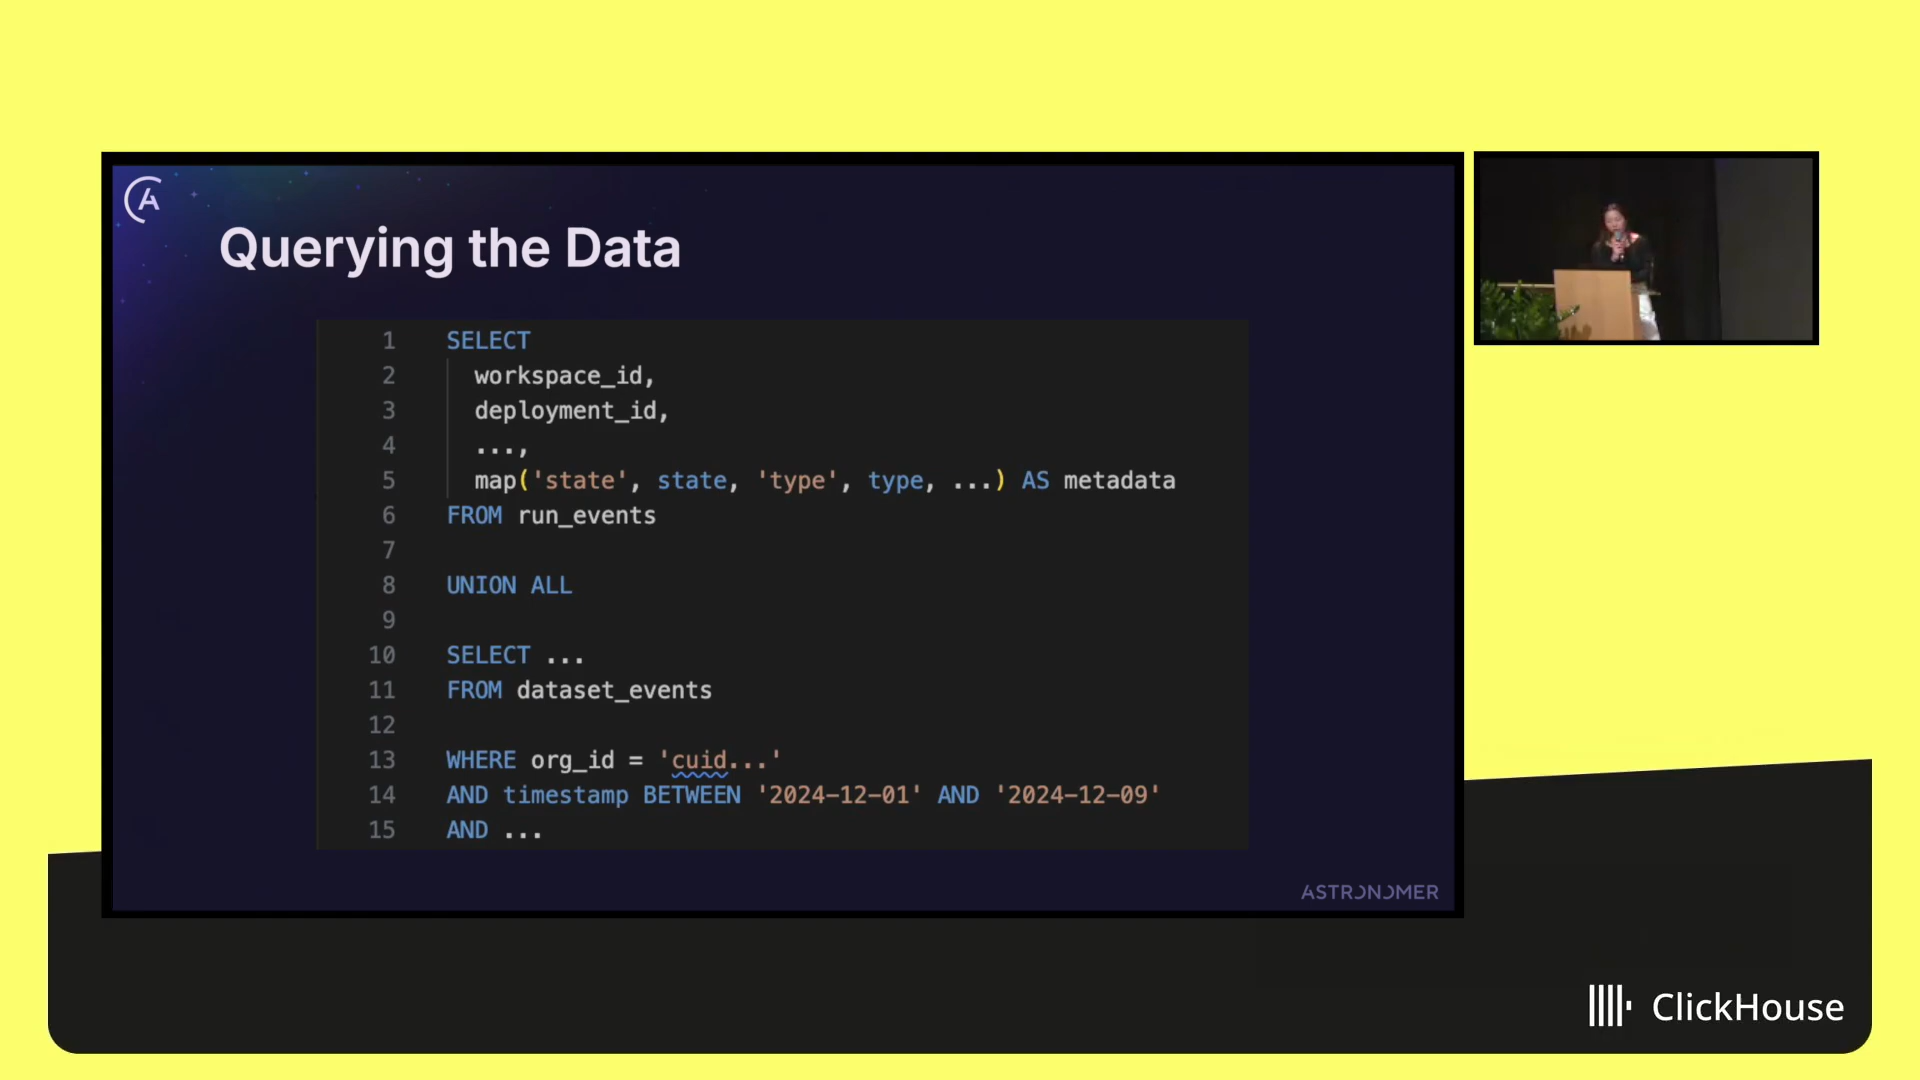 Querying the Data
1 SELECT
2 workspace_id,
3 deployment_id,
4 ...,
5 map('state', state, 'type', type, ...) AS metadata
6 FROM run_events
7
8 UNION ALL
9
10 SELECT ...
11 FROM dataset_events
12
13 WHERE org_id = 'cuid...'
14 AND timestamp BETWEEN '2024-12-01' AND '2024-12-09'
15 AND ...
ASTRONOMER
ClickHouse